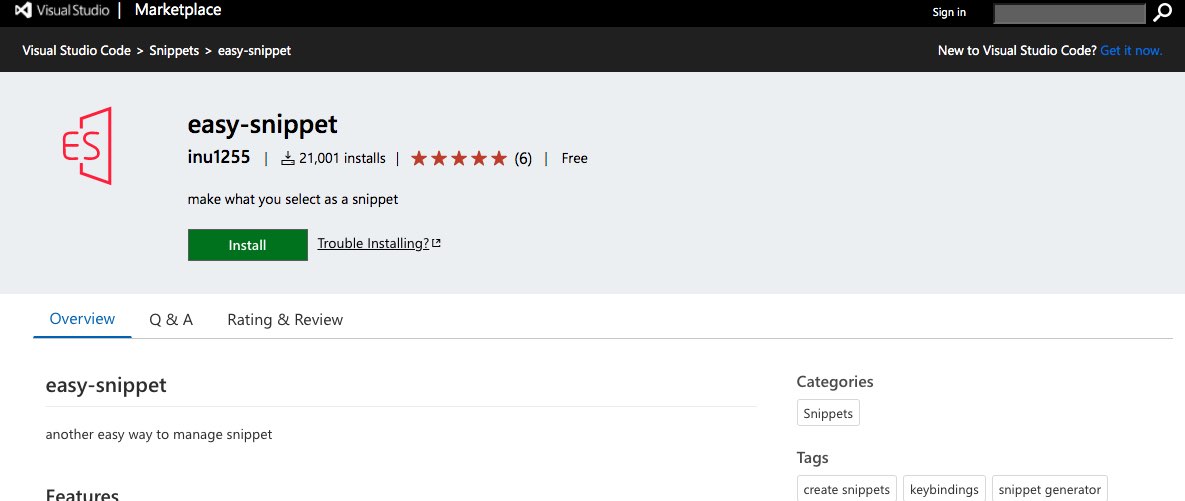 Visual Studio | Marketplace
Sign in
Visual Studio Code > Snippets > easy-snippet
New to Visual Studio Code? Get it now.
ES
easy-snippet
inu1255 | 21,001 installs | (6) | Free
make what you select as a snippet
Install
Trouble Installing?
Overview
Q & A
Rating & Review
easy-snippet
another easy way to manage snippet
Features
Categories
Snippets
Tags
create snippets
keybindings
snippet generator